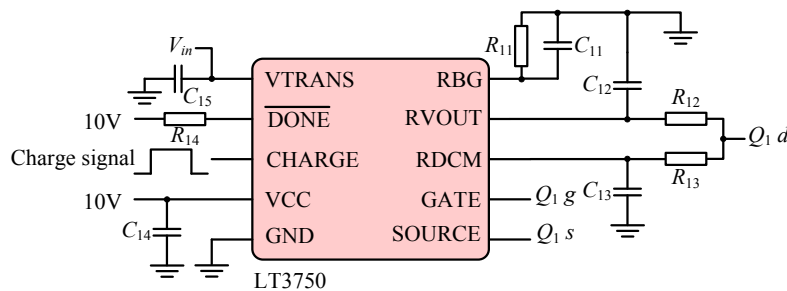 V_in
C_15
10V
R_14
Charge signal
10V
C_14
VTRANS
DONE
CHARGE
VCC
GND
RBG
RVOUT
RDCM
GATE
SOURCE
LT3750
R_11
C_11
C_12
R_12
R_13
C_13
Q_1 d
Q_1 g
Q_1 s